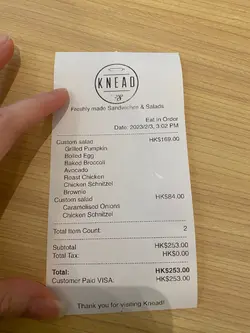 KNEAD
Freshly made Sandwiches & Salads
Eat in Order
Date: 2023/2/3, 3:02 PM
Custom salad HK$169.00
Grilled Pumpkin
Boiled Egg
Baked Broccoli
Avocado
Roast Chicken
Chicken Schnitzel
Brownie
Custom salad HK$84.00
Caramelised Onions
Chicken Schnitzel
Total Item Count: 2
Subtotal HK$253.00
Total Tax HK$0.00
Total: HK$253.00
Customer Paid VISA: HK$253.00
Thank you for visiting Knead!